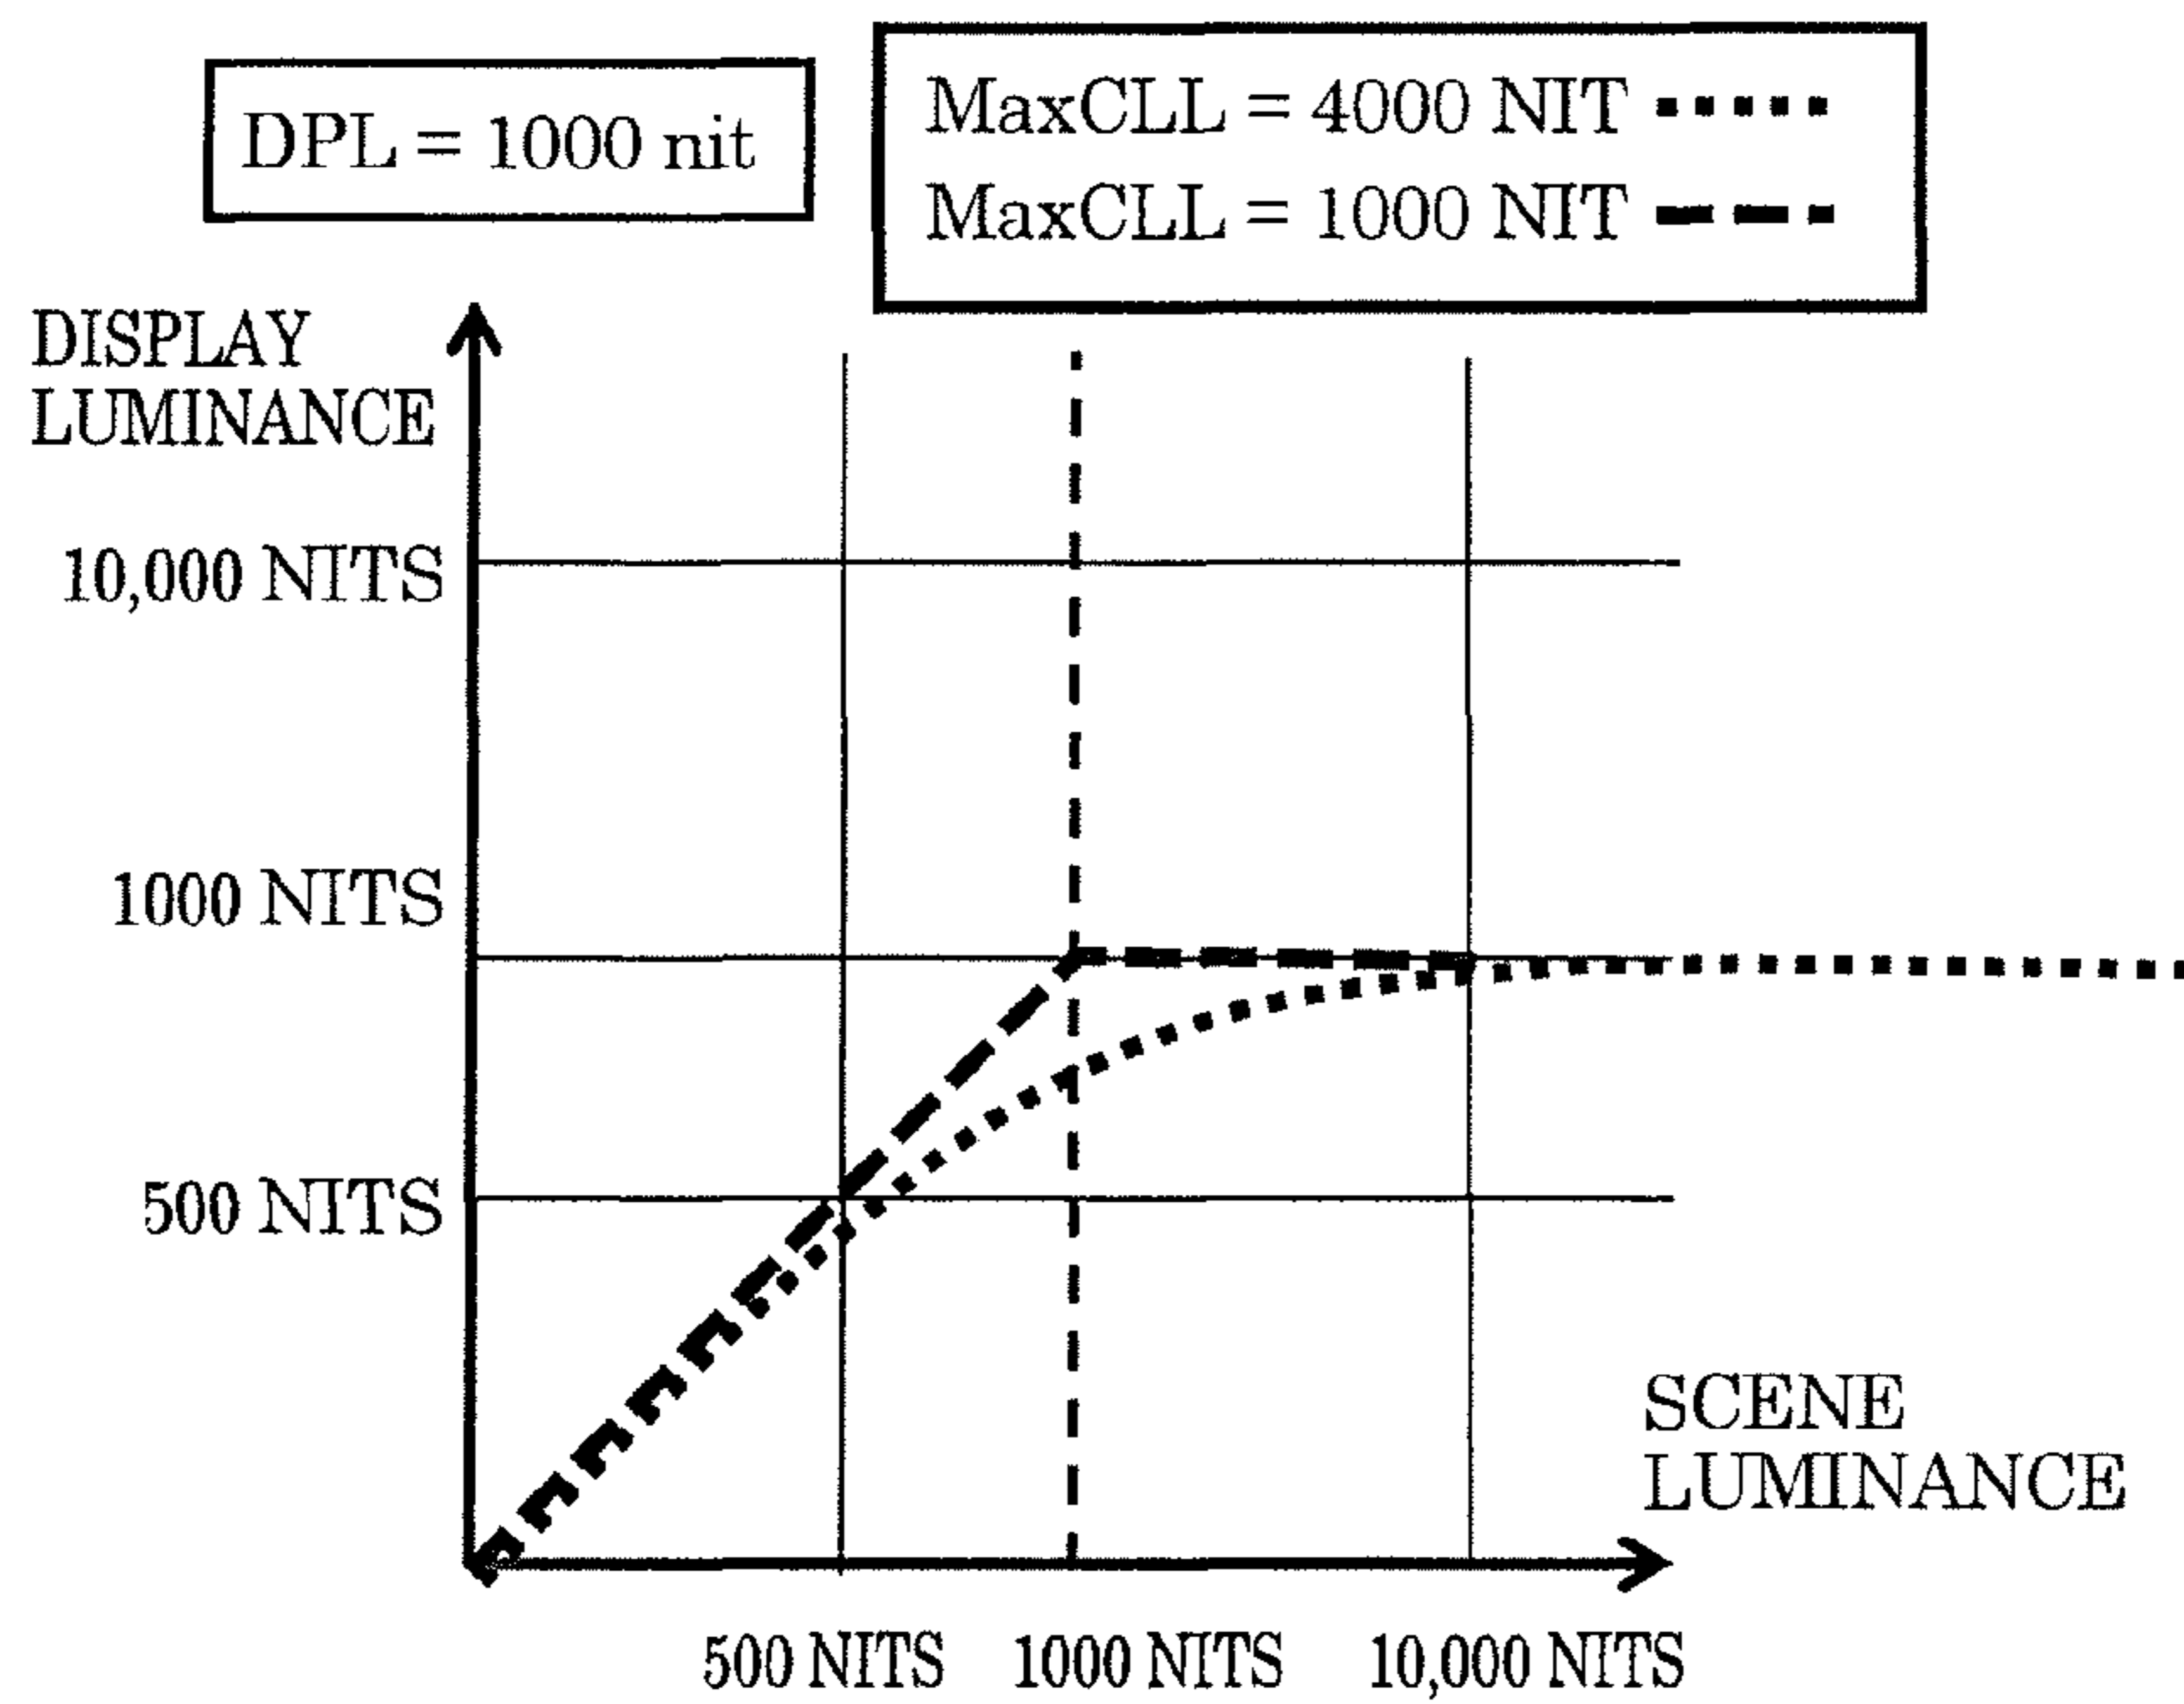 DPL = 1000 nit
MaxCLL = 4000 NIT
MaxCLL = 1000 NIT
DISPLAY
LUMINANCE
10,000 NITS
1000 NITS
500 NITS
SCENE
LUMINANCE
500 NITS
1000 NITS
10,000 NITS